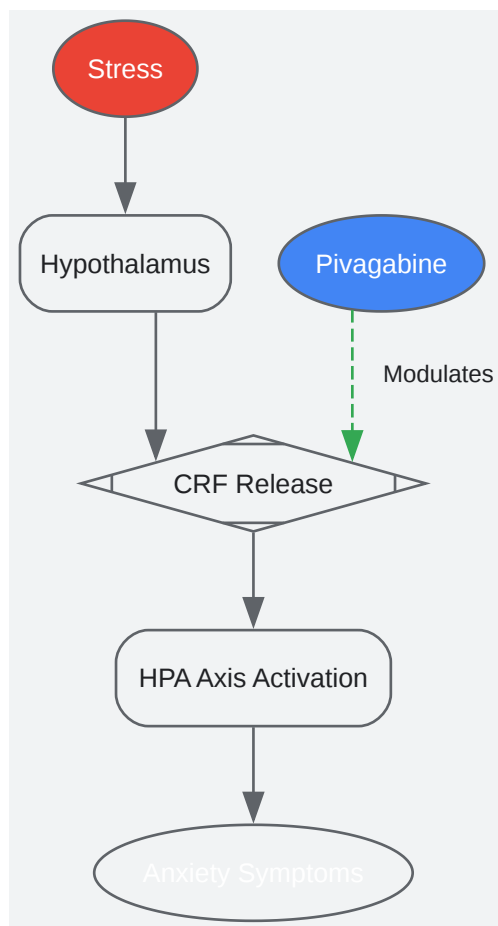 Stress
Hypothalamus
Pivagabine
Modulates
CRF Release
HPA Axis Activation
Anxiety Symptoms